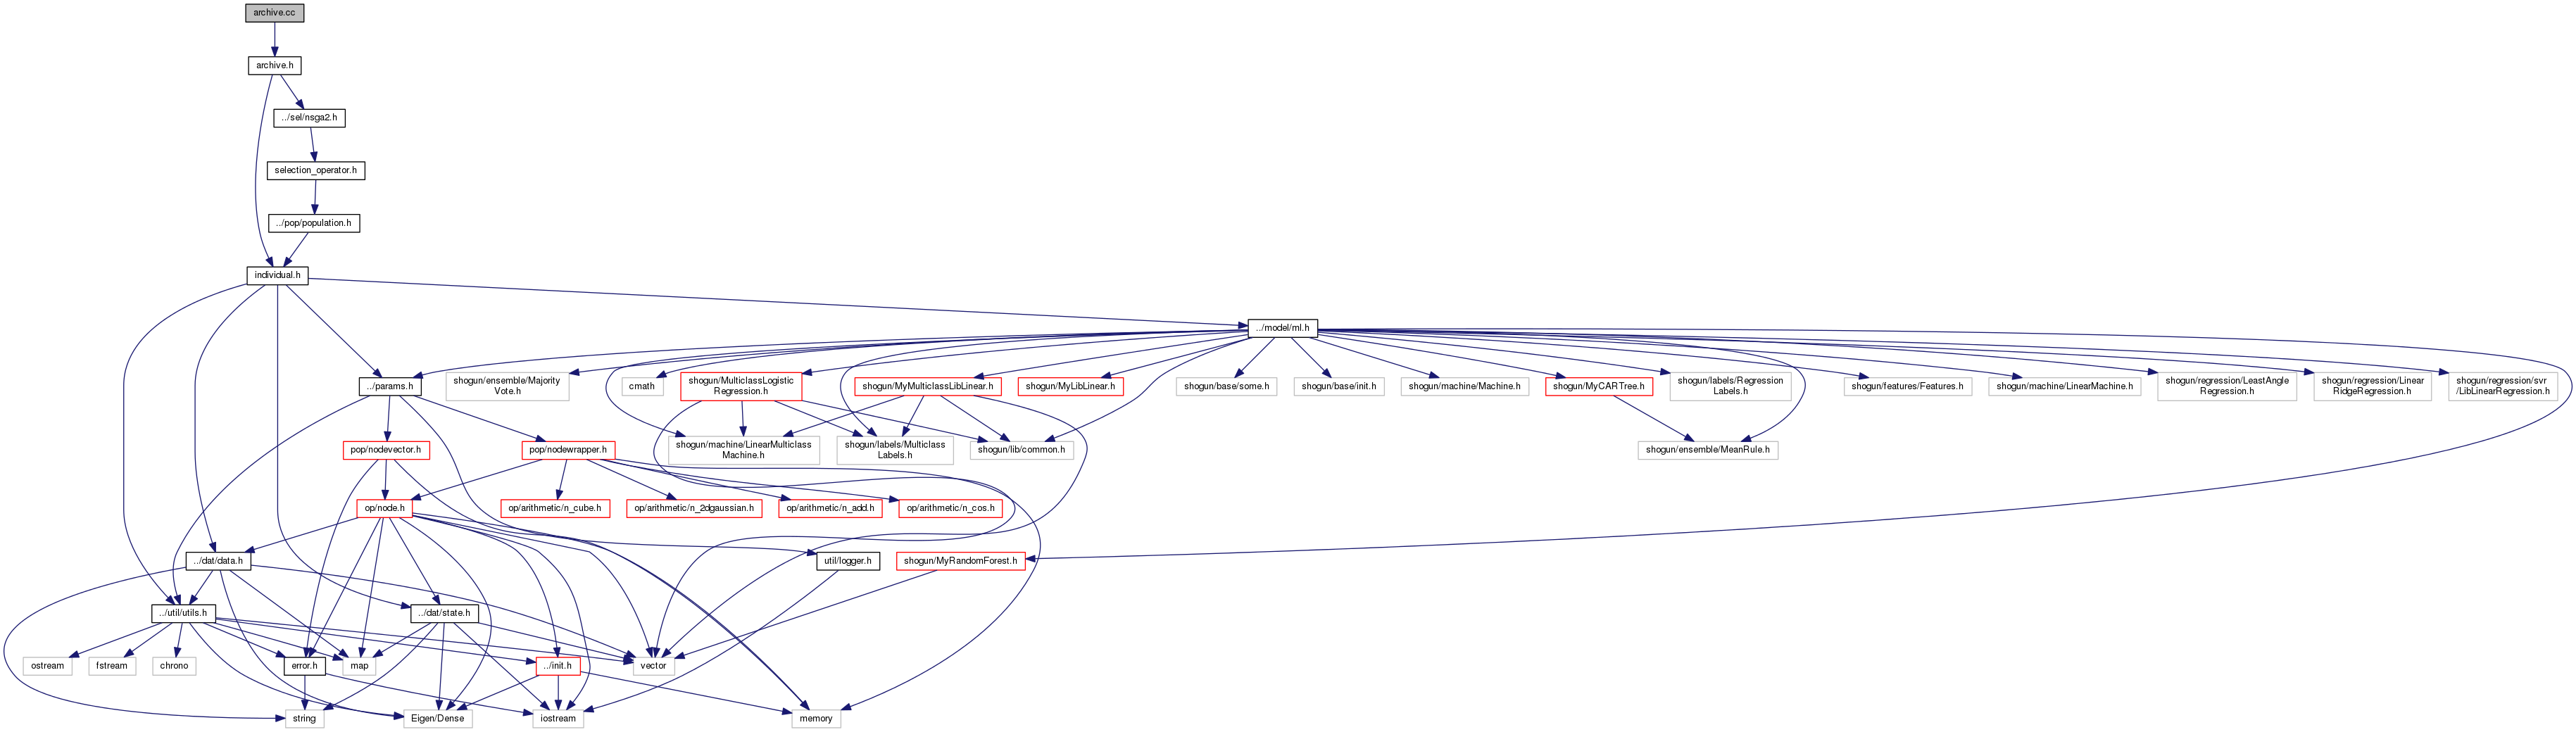 archive.cc
archive.h
../sel/nsga2.h
selection_operator.h
../pop/population.h
individual.h
../model/ml.h
../params.h
shogun/ensemble/Majority
Vote.h
cmath
shogun/MulticlassLogistic
Regression.h
shogun/MyMulticlassLibLinear.h
shogun/MyLibLinear.h
shogun/base/some.h
shogun/base/init.h
shogun/machine/Machine.h
shogun/MyCARTree.h
shogun/labels/Regression
Labels.h
shogun/features/Features.h
shogun/machine/LinearMachine.h
shogun/regression/LeastAngle
Regression.h
shogun/regression/Linear
RidgeRegression.h
shogun/regression/svr
/LibLinearRegression.h
pop/nodevector.h
pop/nodewrapper.h
shogun/machine/LinearMulticlass
Machine.h
shogun/labels/Multiclass
Labels.h
shogun/lib/common.h
shogun/ensemble/MeanRule.h
op/node.h
op/arithmetic/n_cube.h
op/arithmetic/n_2dgaussian.h
op/arithmetic/n_add.h
op/arithmetic/n_cos.h
../dat/data.h
util/logger.h
shogun/MyRandomForest.h
../util/utils.h
../dat/state.h
ostream
fstream
chrono
error.h
map
../init.h
vector
string
Eigen/Dense
iostream
memory